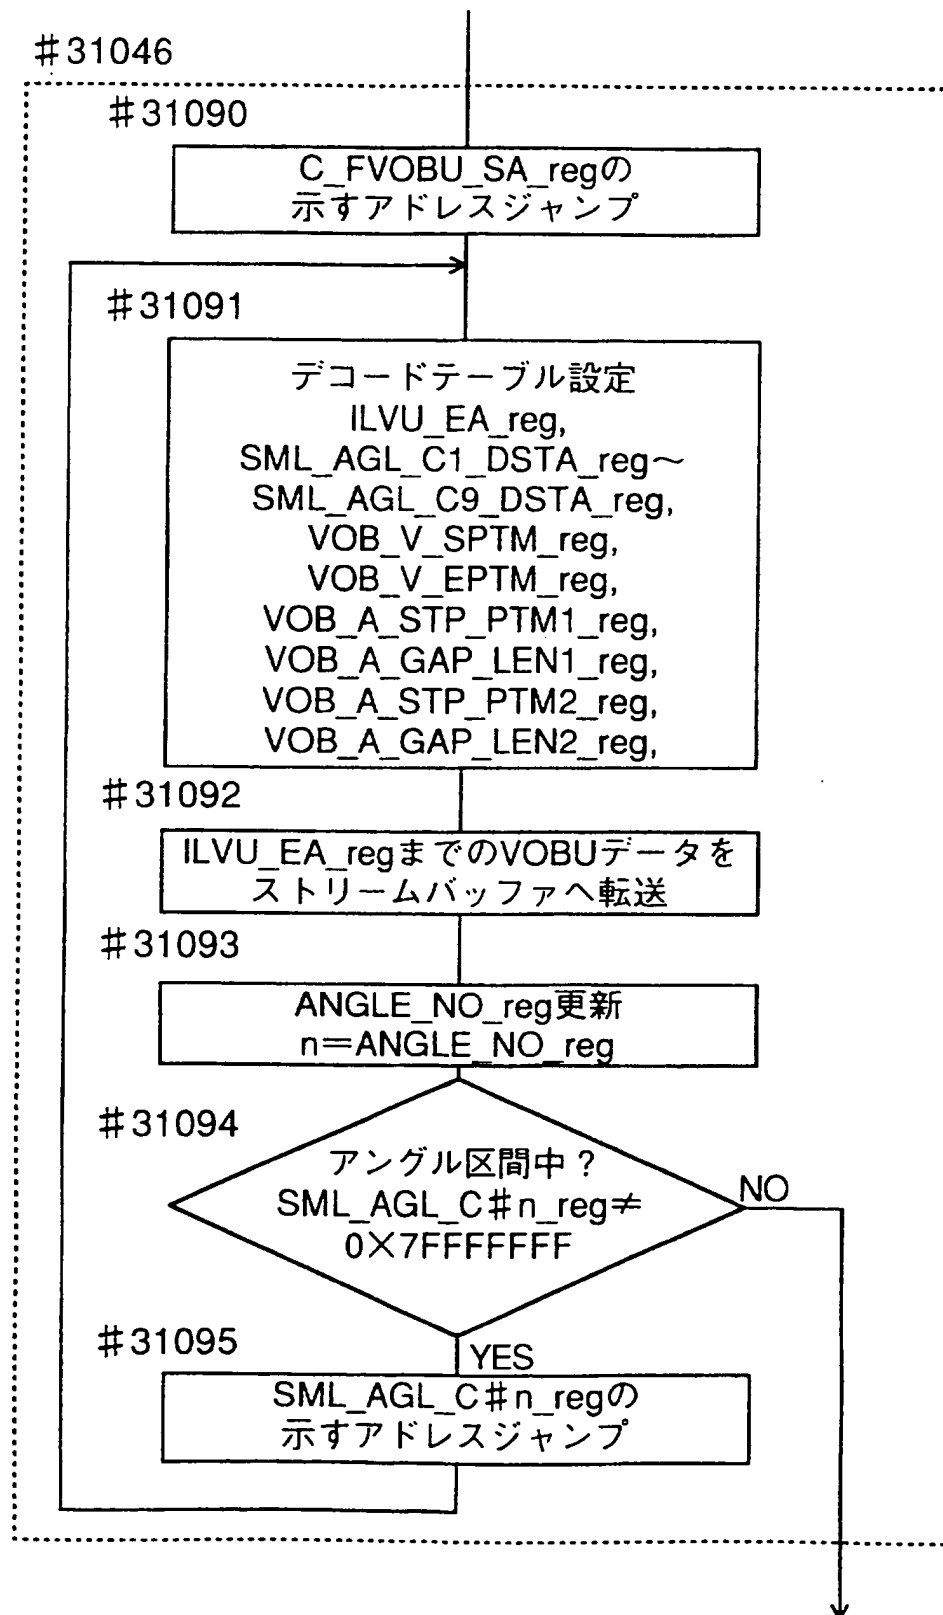 #31046
#31090
C_FVOBU_SA_regの
示すアドレスジャンプ
#31091
デコードテーブル設定
ILVU_EA_reg,
SML_AGL_C1_DSTA_reg〜
SML_AGL_C9_DSTA_reg,
VOB_V_SPTM_reg,
VOB_V_EPTM_reg,
VOB_A_STP_PTM1_reg,
VOB_A_GAP_LEN1_reg,
VOB_A_STP_PTM2_reg,
VOB_A_GAP_LEN2_reg,
#31092
ILVU_EA_regまでのVOBUデータを
ストリームバッファへ転送
#31093
ANGLE_NO_reg更新
n=ANGLE_NO_reg
#31094
アングル区間中?
SML_AGL_C#n_reg≠
0×7FFFFFFF
NO
#31095
YES
SML_AGL_C#n_regの
示すアドレスジャンプ